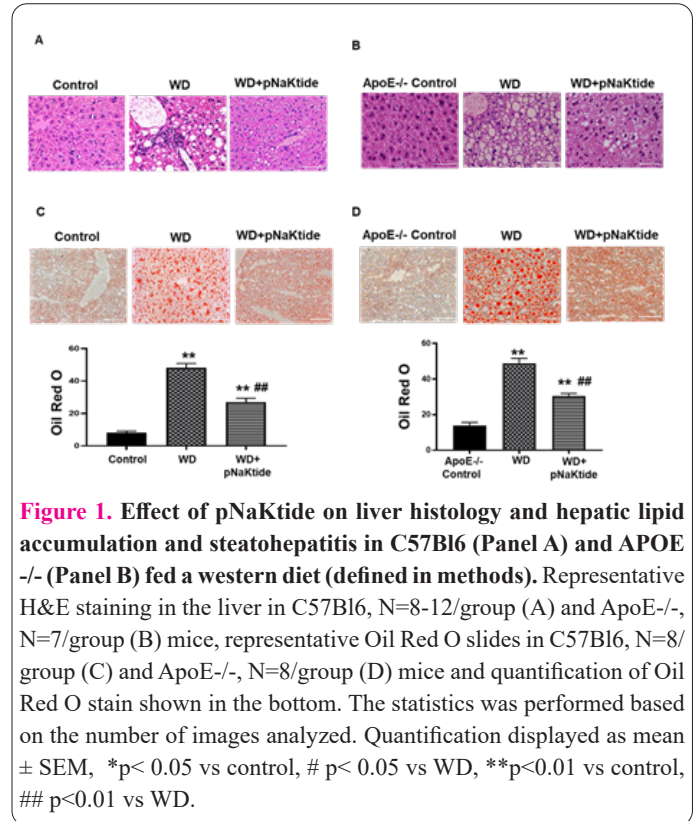 A
B
Control WD WD+pNaKtide
ApoE-/- Control WD WD+pNaKtide
C
D
Control WD WD+pNaKtide
ApoE-/- Control WD WD+pNaKtide
Oil Red O
60
40
20
0
**
** ##
Control WD WD+
pNaKtide
Oil Red O
60
40
20
0
**
** ##
ApoE-/- WD WD+
Control pNaKtide
Figure 1. Effect of pNaKtide on liver histology and hepatic lipid
accumulation and steatohepatitis in C57Bl6 (Panel A) and APOE
-/- (Panel B) fed a western diet (defined in methods). Representative
H&E staining in the liver in C57Bl6, N=8-12/group (A) and ApoE-/-,
N=7/group (B) mice, representative Oil Red O slides in C57Bl6, N=8/
group (C) and ApoE-/-, N=8/group (D) mice and quantification of Oil
Red O stain shown in the bottom. The statistics was performed based
on the number of images analyzed. Quantification displayed as mean
± SEM, *p< 0.05 vs control, # p< 0.05 vs WD, **p<0.01 vs control,
## p<0.01 vs WD.